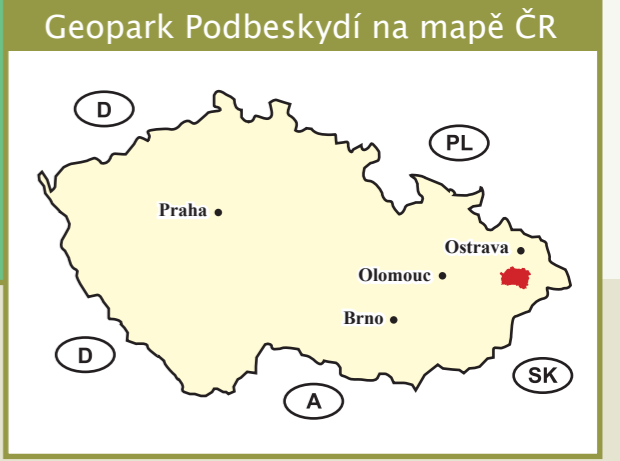 Geopark Podbeskydí na mapě ČR
D
PL
Praha
Ostrava
Olomouc
Brno
D
SK
A